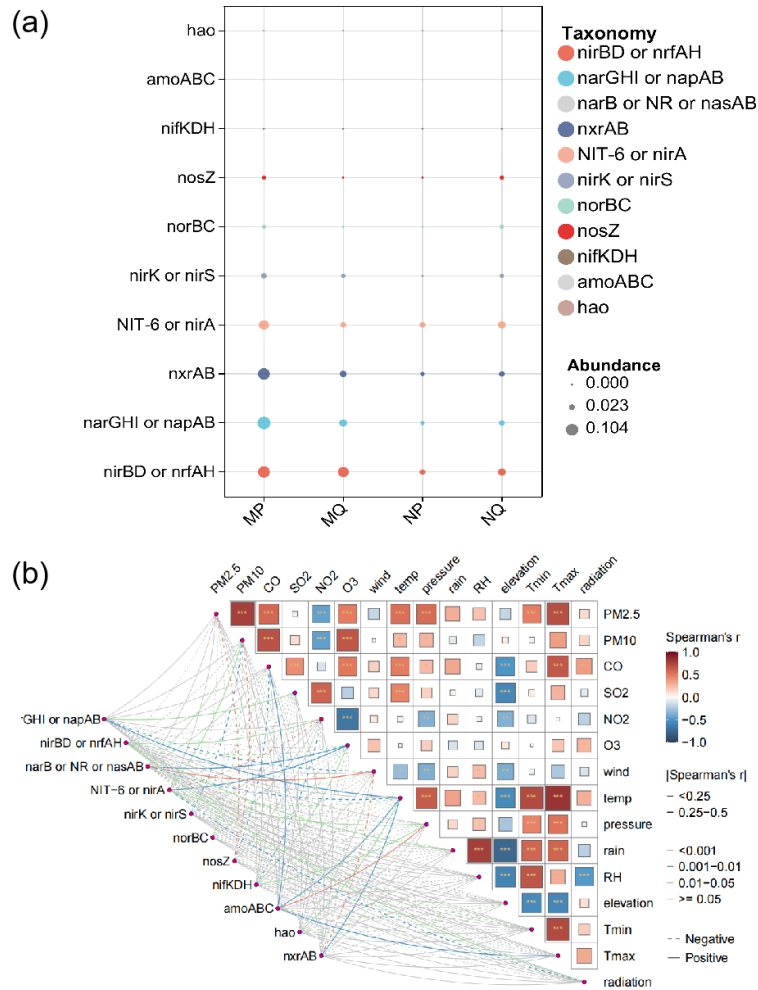 (a)
hao
amoABC
nifKDH
nosZ
norBC
nirK or nirS
NIT-6 or nirA
nxrAB
narGHI or napAB
nirBD or nrfAH
MP MQ NP NQ
Taxonomy
nirBD or nrfAH
narGHI or napAB
narB or NR or nasAB
nxrAB
NIT-6 or nirA
nirK or nirS
norBC
nosZ
nifKDH
amoABC
hao
Abundance
0.000
0.023
0.104
(b)
PM2.5 PM10 CO SO2 NO2 O3 wind temp pressure rain RH elevation Tmin Tmax radiation
PM2.5
PM10
CO
SO2
NO2
O3
wind
temp
pressure
rain
RH
elevation
Tmin
Tmax
radiation
GHI or napAB
nirBD or nrfAH
narB or NR or nasAB
NIT-6 or nirA
nirK or nirS
norBC
nosZ
nifKDH
amoABC
hao
nxrAB
Spearman's r
1.0
0.5
0.0
-0.5
-1.0
|Spearman's r|
<0.25
0.25-0.5
<0.001
0.001-0.01
0.01-0.05
>= 0.05
Negative
Positive